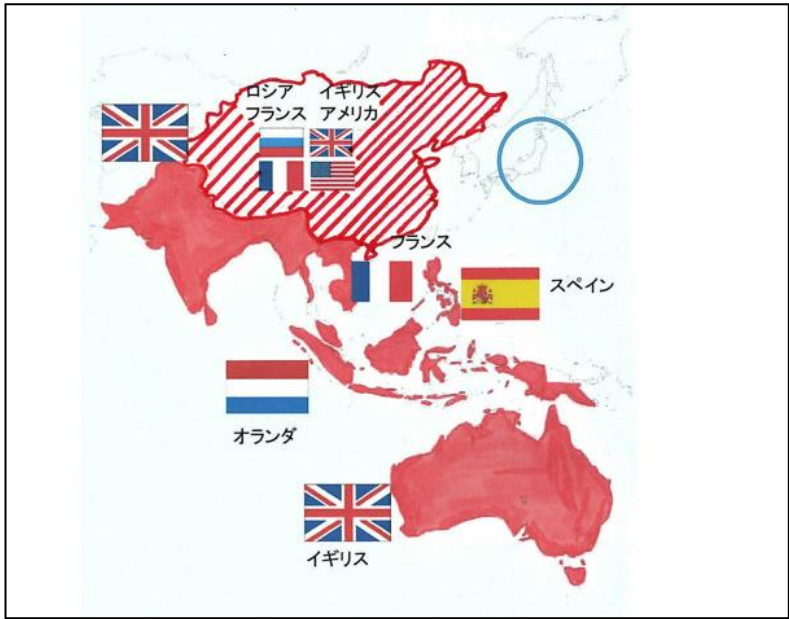 ロシア イギリス
フランス アメリカ
フランス
スペイン
オランダ
イギリス